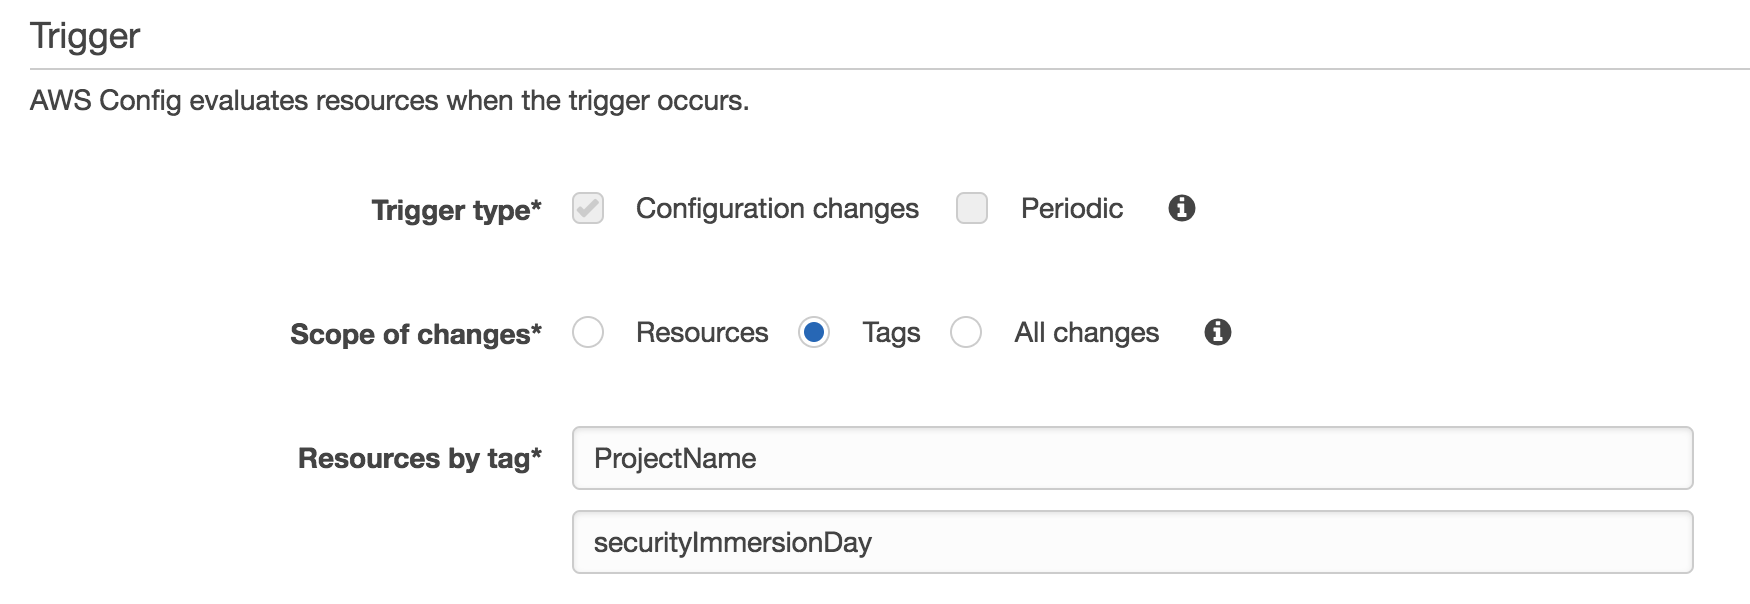 Trigger
AWS Config evaluates resources when the trigger occurs.
Trigger type* Configuration changes Periodic
Scope of changes* Resources Tags All changes
Resources by tag* ProjectName
securityImmersionDay